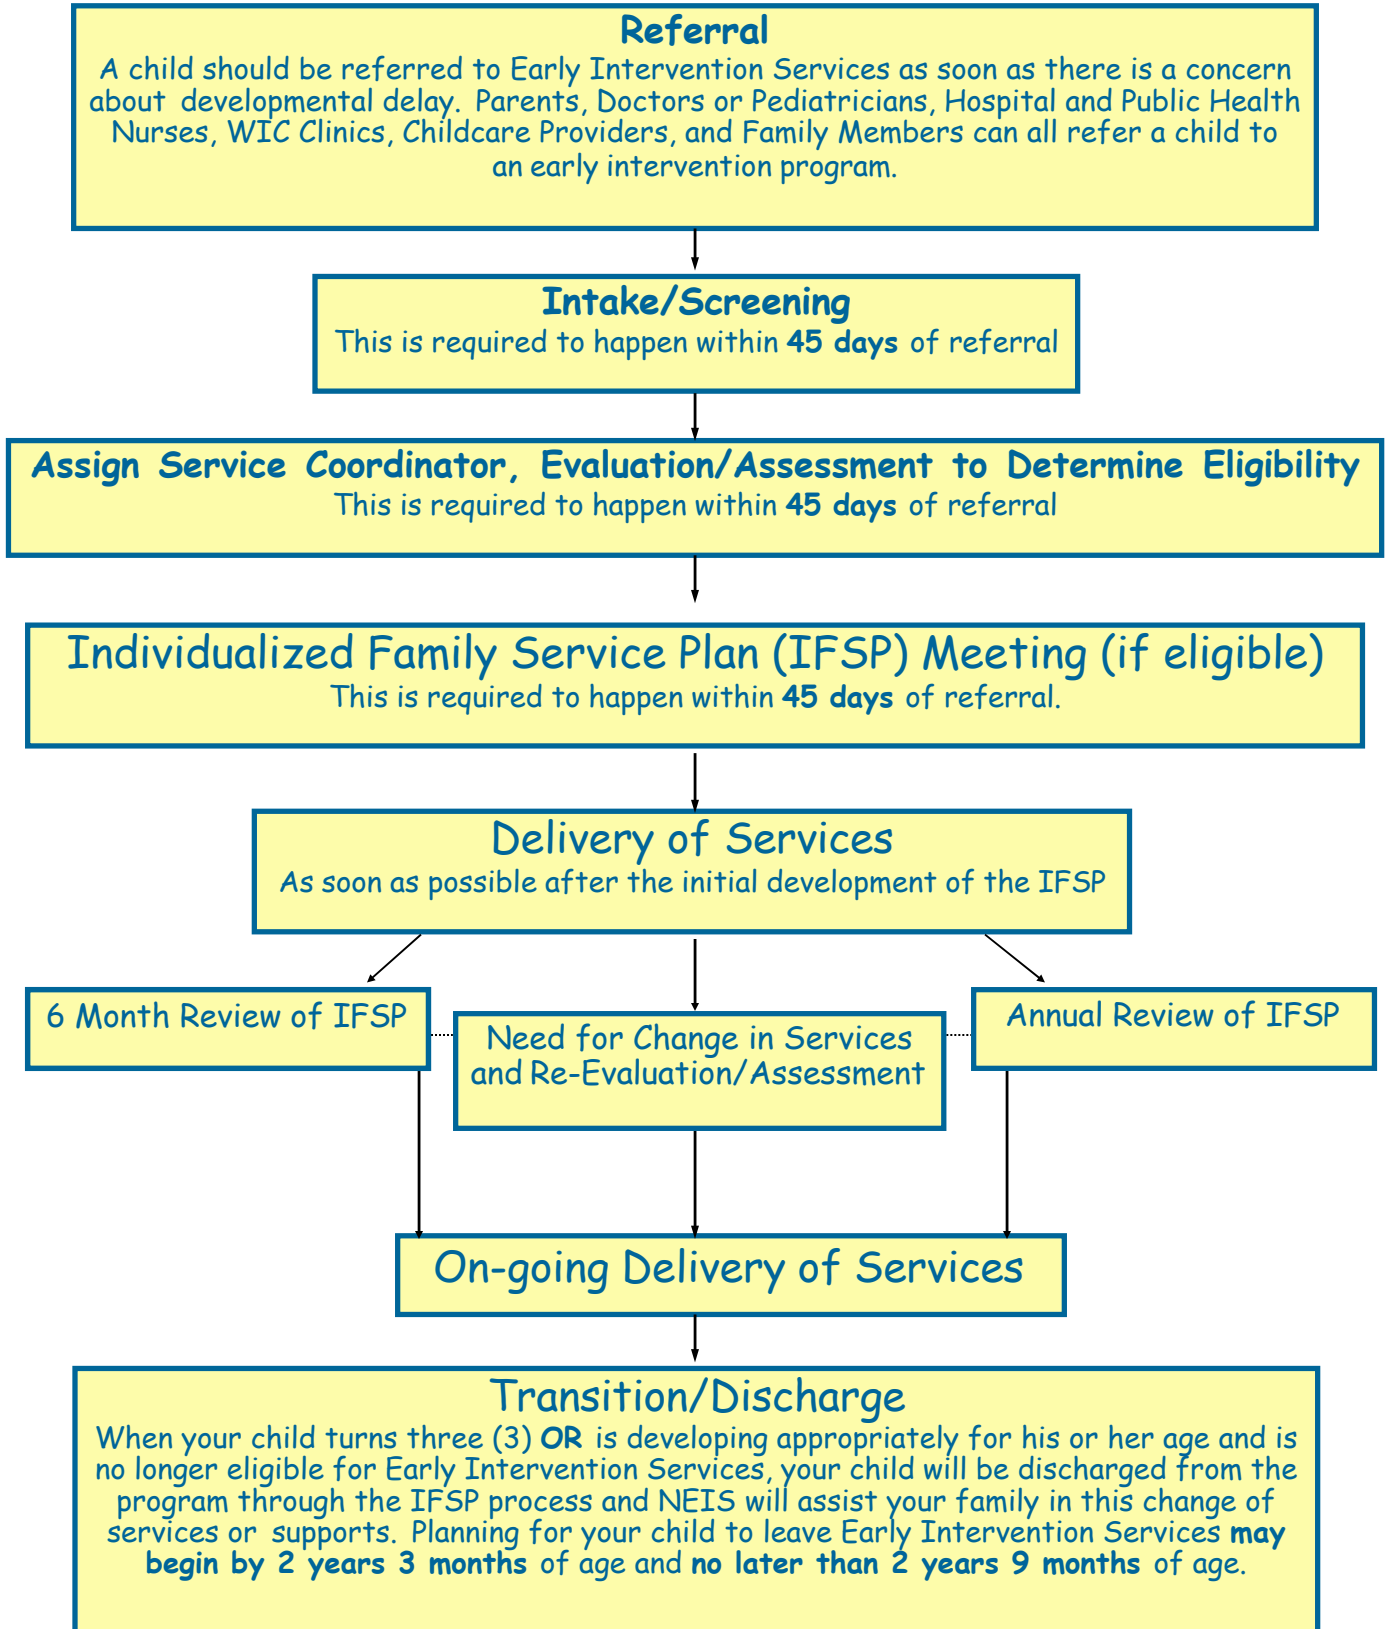 Referral
A child should be referred to Early Intervention Services as soon as there is a concern
about developmental delay. Parents, Doctors or Pediatricians, Hospital and Public Health
Nurses, WIC Clinics, Childcare Providers, and Family Members can all refer a child to
an early intervention program.
Intake/Screening
This is required to happen within 45 days of referral
Assign Service Coordinator, Evaluation/Assessment to Determine Eligibility
This is required to happen within 45 days of referral
Individualized Family Service Plan (IFSP) Meeting (if eligible)
This is required to happen within 45 days of referral.
Delivery of Services
As soon as possible after the initial development of the IFSP
6 Month Review of IFSP
Need for Change in Services
and Re-Evaluation/Assessment
Annual Review of IFSP
On-going Delivery of Services
Transition/Discharge
When your child turns three (3) OR is developing appropriately for his or her age and is
no longer eligible for Early Intervention Services, your child will be discharged from the
program through the IFSP process and NEIS will assist your family in this change of
services or supports. Planning for your child to leave Early Intervention Services may
begin by 2 years 3 months of age and no later than 2 years 9 months of age.